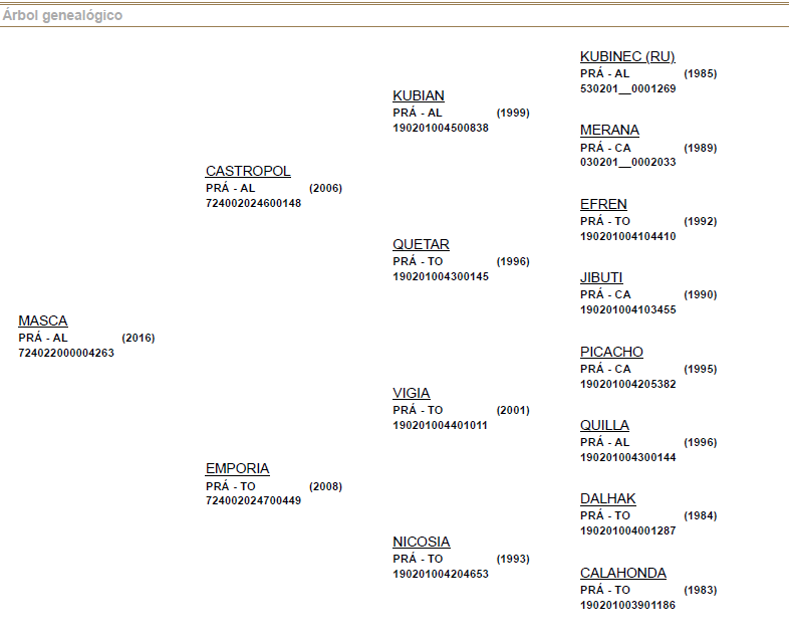 Árbol genealógico
MASCA
PRÁ - AL (2016)
724022000004263
CASTROPOL
PRÁ - AL (2006)
724002024600148
EMPORIA
PRÁ - TO (2008)
724002024700449
KUBIAN
PRÁ - AL (1999)
190201004500838
QUETAR
PRÁ - TO (1996)
190201004300145
VIGIA
PRÁ - TO (2001)
190201004401011
NICOSIA
PRÁ - TO (1993)
190201004204653
KUBINEC (RU)
PRÁ - AL (1985)
530201__0001269
MERANA
PRÁ - CA (1989)
030201__0002033
EFREN
PRÁ - TO (1992)
190201004104410
JIBUTI
PRÁ - CA (1990)
190201004103455
PICACHO
PRÁ - CA (1995)
190201004205382
QUILLA
PRÁ - AL (1996)
190201004300144
DALHAK
PRÁ - TO (1984)
190201004001287
CALAHONDA
PRÁ - TO (1983)
190201003901186